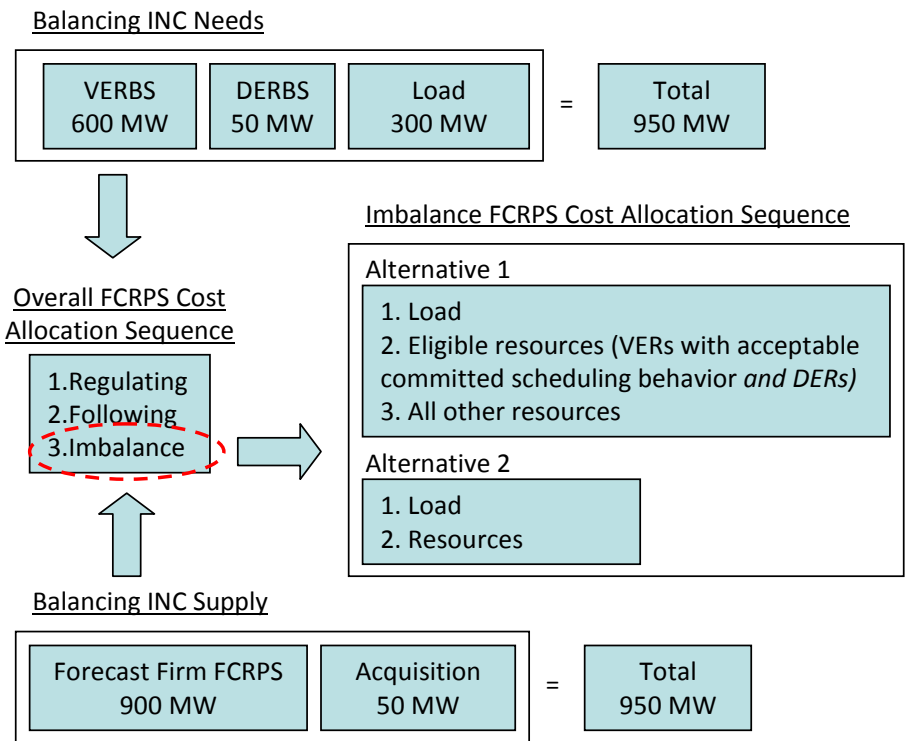 Balancing INC Needs
VERBS
600 MW
DERBS
50 MW
Load
300 MW
=
Total
950 MW
Imbalance FCRPS Cost Allocation Sequence
Alternative 1
1. Load
2. Eligible resources (VERs with acceptable
committed scheduling behavior and DERs)
3. All other resources
Alternative 2
1. Load
2. Resources
Overall FCRPS Cost
Allocation Sequence
1.Regulating
2.Following
3.Imbalance
Balancing INC Supply
Forecast Firm FCRPS
900 MW
Acquisition
50 MW
=
Total
950 MW